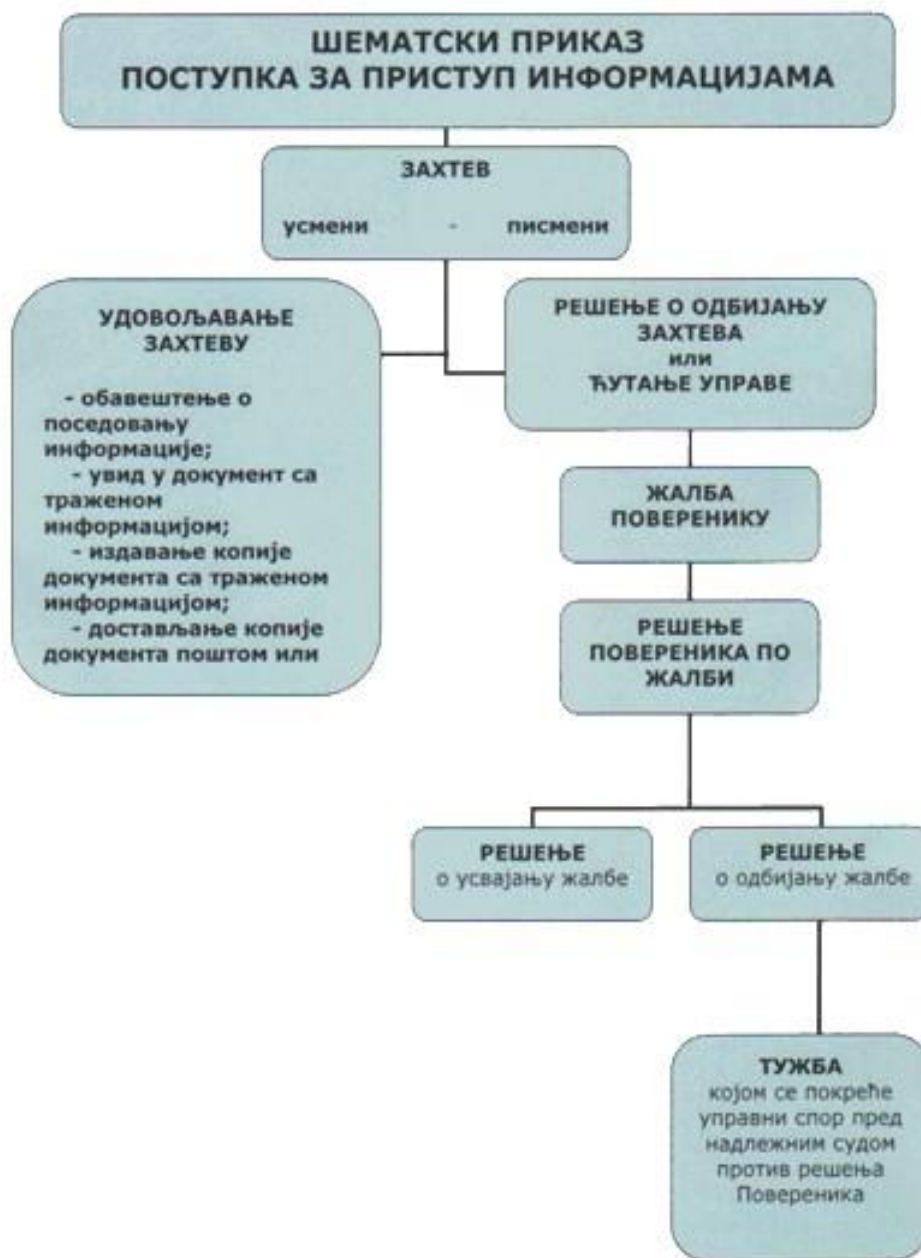 ШЕМАТСКИ ПРИКАЗ
ПОСТУПКА ЗА ПРИСТУП ИНФОРМАЦИЈАМА
ЗАХТЕВ
усмени - писмени
УДОВОЉАВАЊЕ
ЗАХТЕВУ
- обавештење о
поседовању
информације;
- увид у документ са
траженом
информацијом;
- издавање копије
документа са траженом
информацијом;
- достављање копије
документа поштом или
РЕШЕЊЕ О ОДБИЈАЊУ
ЗАХТЕВА
или
ЋУТАЊЕ УПРАВЕ
ЖАЛБА
ПОВЕРЕНИКУ
РЕШЕЊЕ
ПОВЕРЕНИКА ПО
ЖАЛБИ
РЕШЕЊЕ
о усвајању жалбе
РЕШЕЊЕ
о одбијању жалбе
ТУЖБА
којом се покреће
управни спор пред
надлежним судом
против решења
Повереника